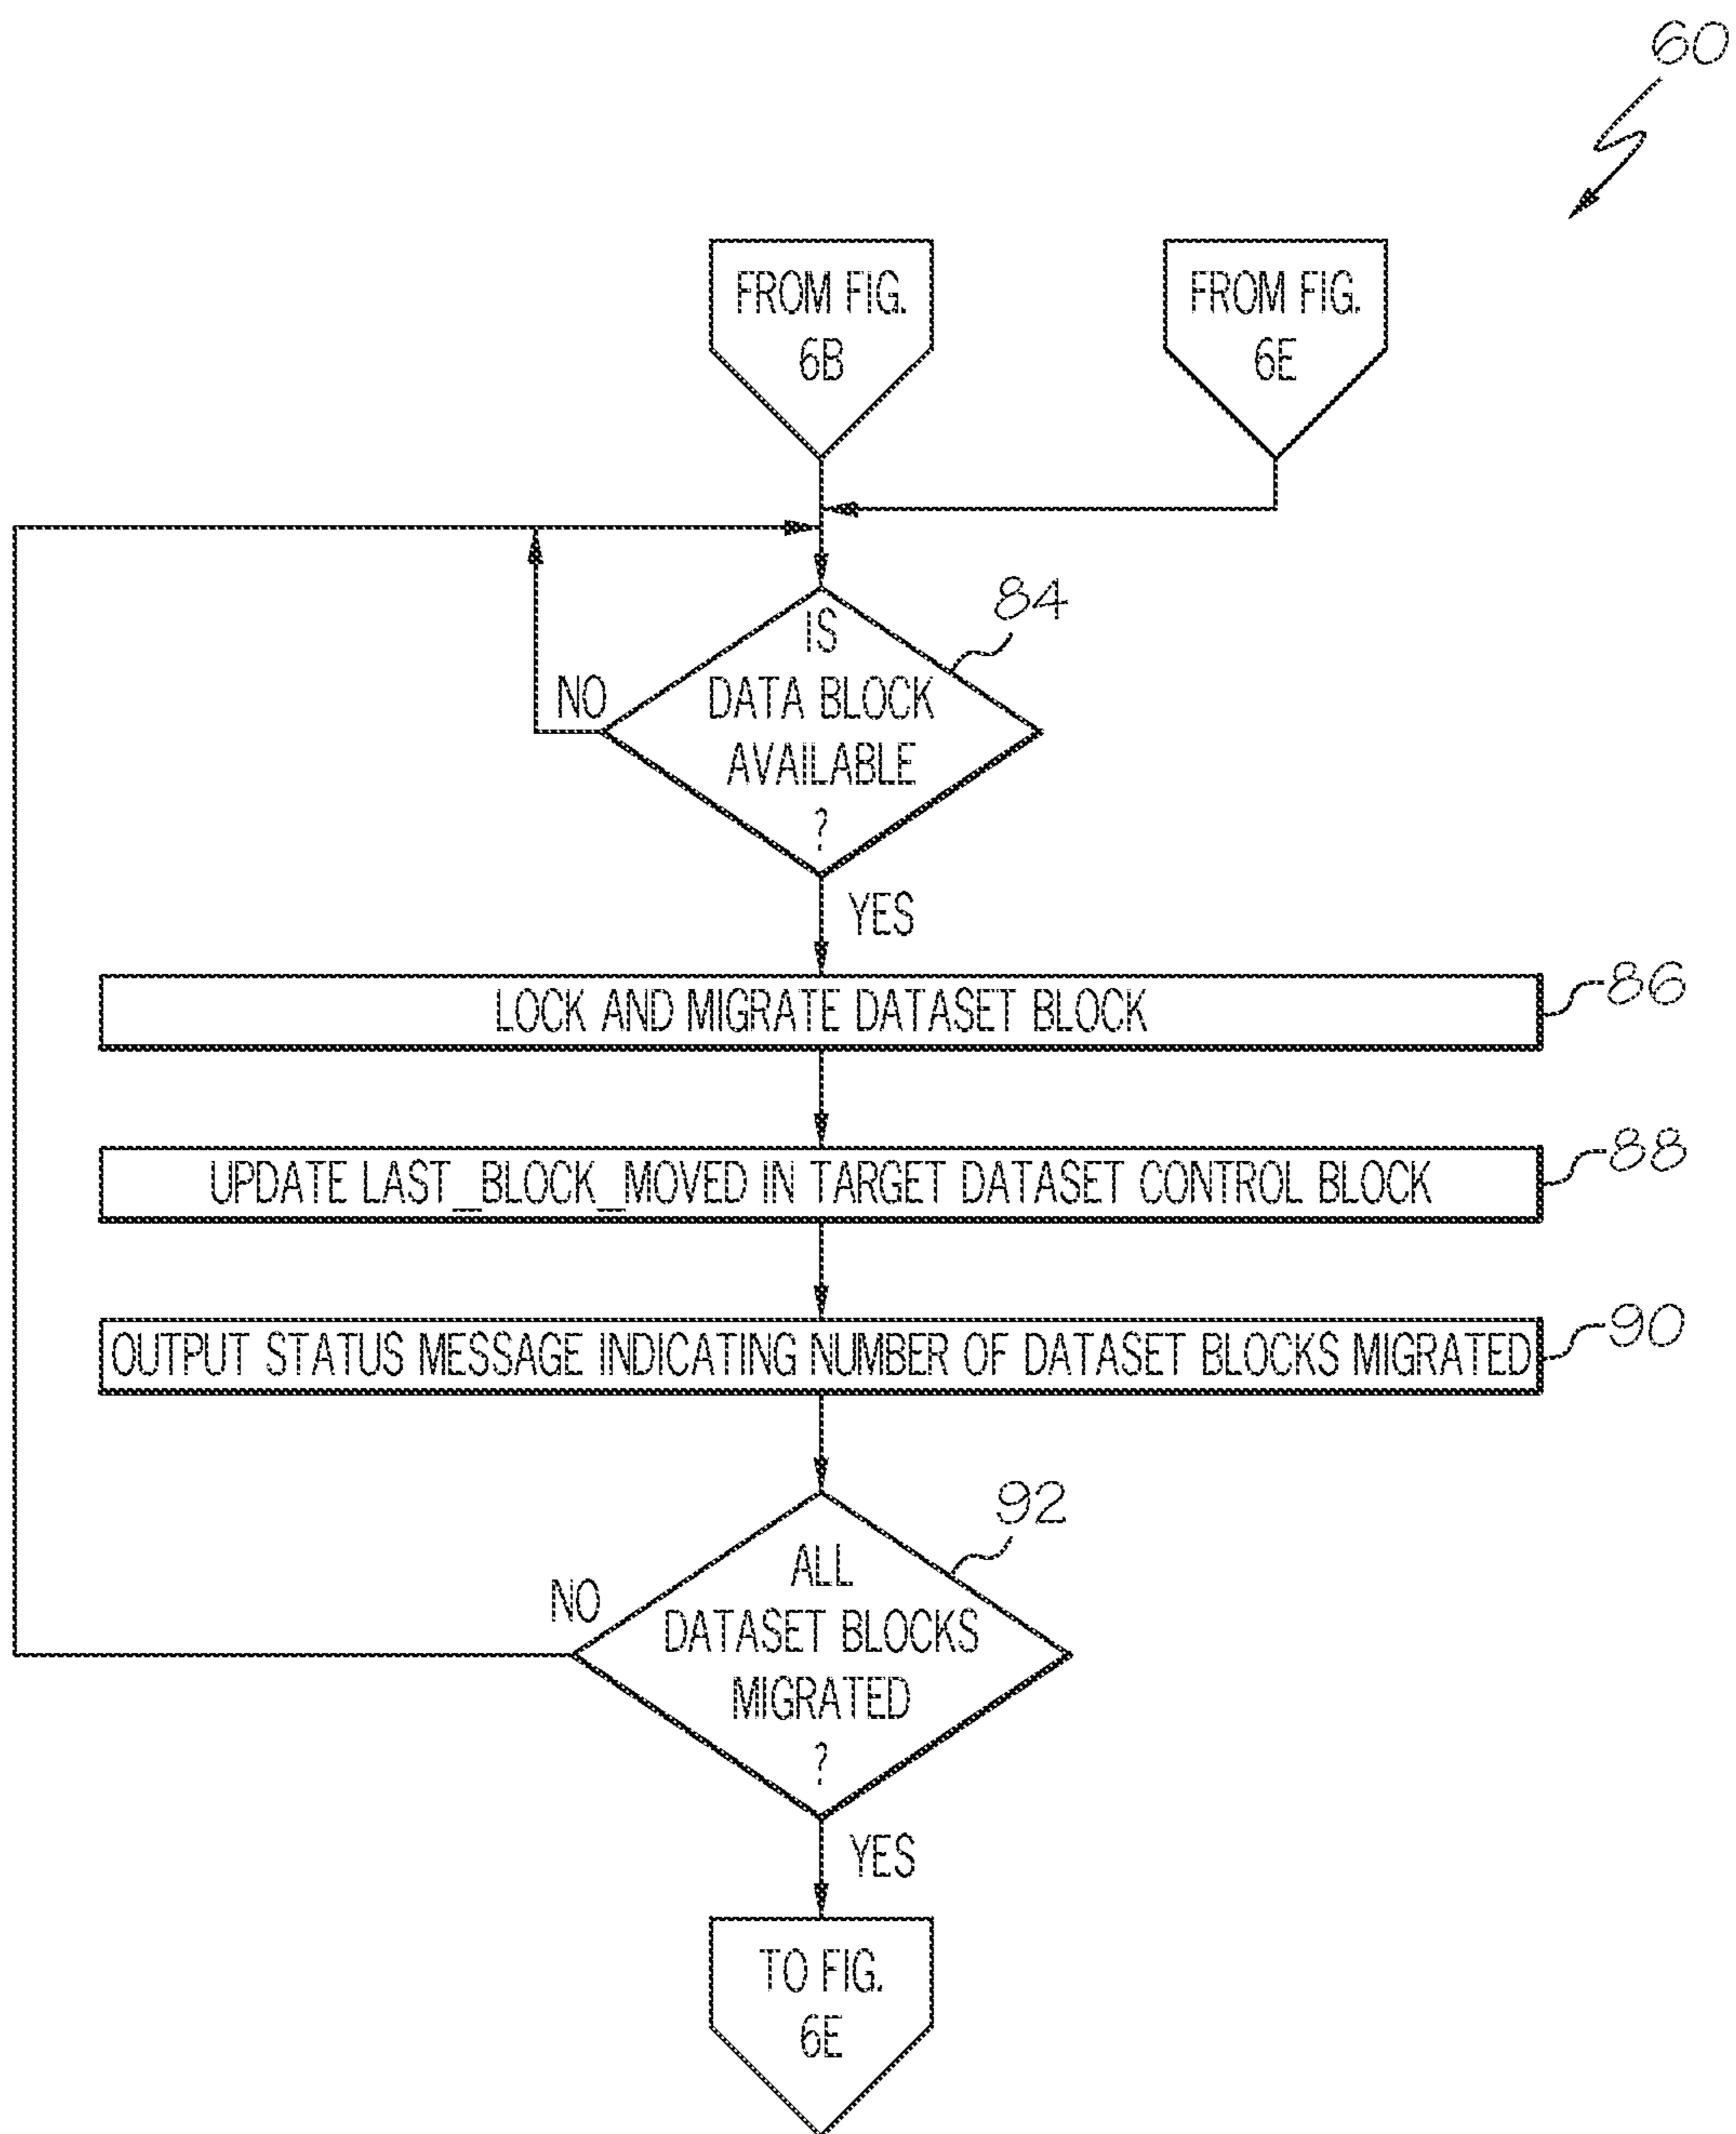 60
FROM FIG.
6B
FROM FIG.
6E
84
IS
DATA BLOCK
AVAILABLE
?
NO
YES
LOCK AND MIGRATE DATASET BLOCK
86
UPDATE LAST_BLOCK_MOVED IN TARGET DATASET CONTROL BLOCK
88
OUTPUT STATUS MESSAGE INDICATING NUMBER OF DATASET BLOCKS MIGRATED
90
92
ALL
DATASET BLOCKS
MIGRATED
?
NO
YES
TO FIG.
6E